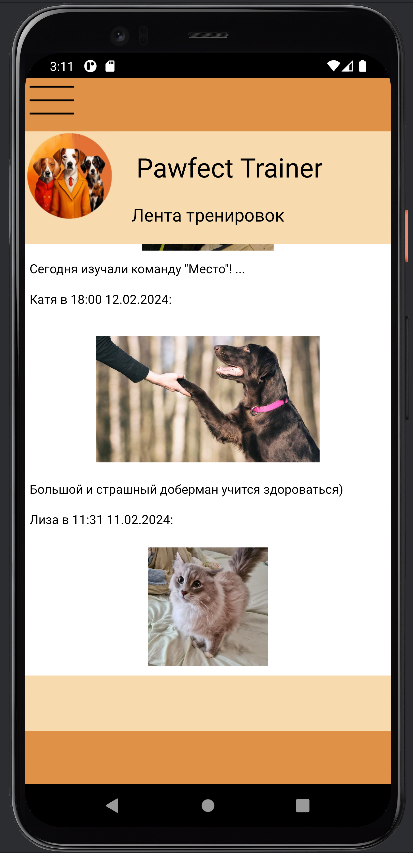 3:11
Pawfect Trainer
Лента тренировок
Сегодня изучали команду "Место"! ...
Катя в 18:00 12.02.2024:
Большой и страшный доберман учится здороваться)
Лиза в 11:31 11.02.2024: